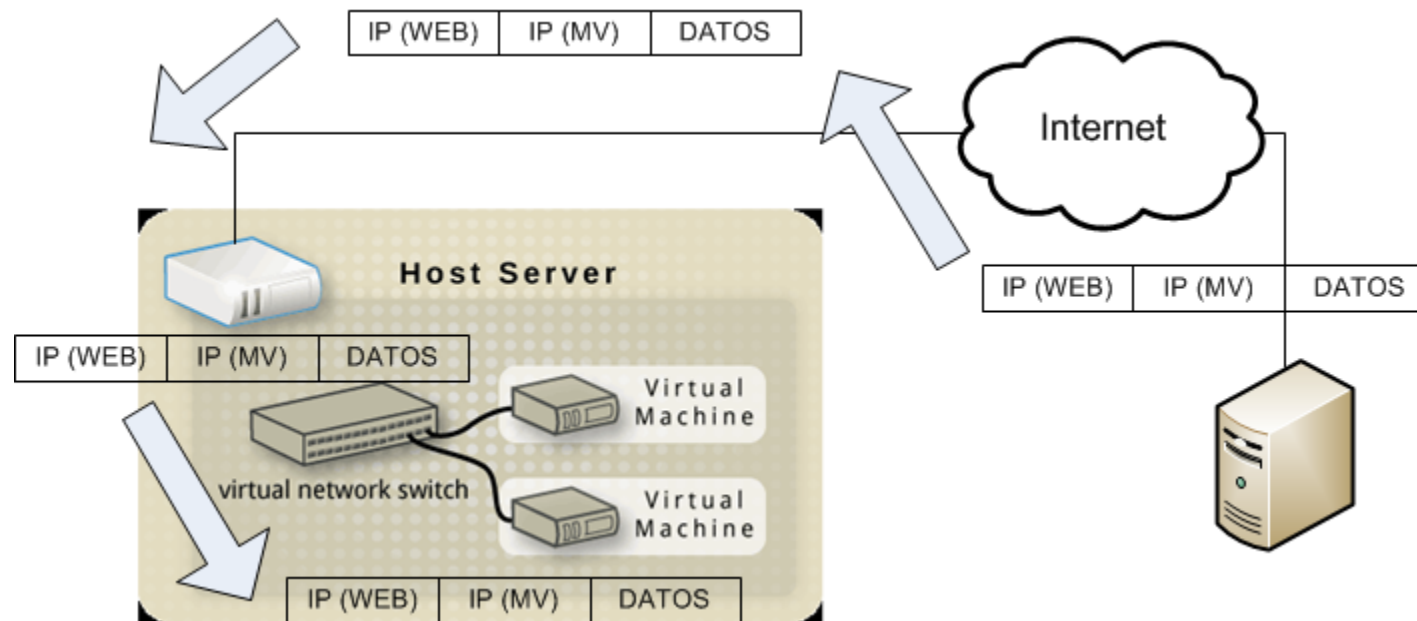 IP (WEB) IP (MV) DATOS
Internet
Host Server
IP (WEB) IP (MV) DATOS
IP (WEB) IP (MV) DATOS
Virtual
Machine
virtual network switch
Virtual
Machine
IP (WEB) IP (MV) DATOS